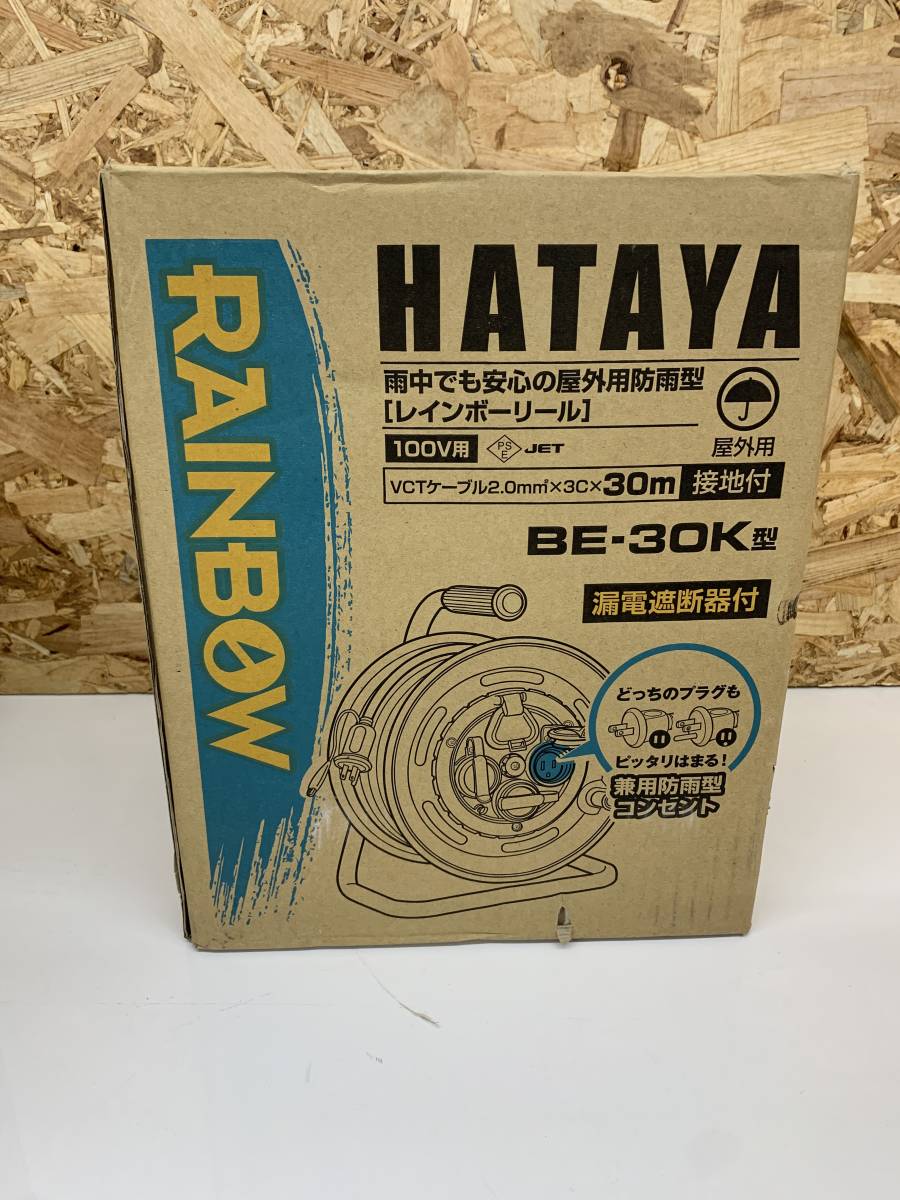 RAINBOW
HATAYA
雨中でも安心の屋外用防雨型
[レインボーリール]
屋外用
100V用 PSE JET
VCTケーブル2.0mm²×3C×30m 接地付
BE-30K型
漏電遮断器付
どっちのプラグも
ピッタリはまる!
兼用防雨型
コンセント